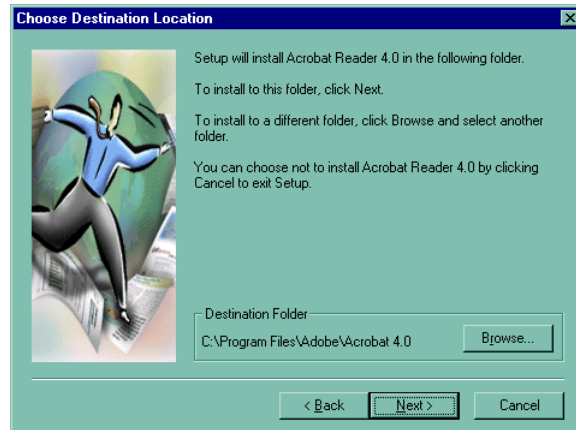 Choose Destination Location
Setup will install Acrobat Reader 4.0 in the following folder.
To install to this folder, click Next.
To install to a different folder, click Browse and select another
folder.
You can choose not to install Acrobat Reader 4.0 by clicking
Cancel to exit Setup.
Destination Folder
C:\Program Files\Adobe\Acrobat 4.0
Browse...
< Back
Next >
Cancel